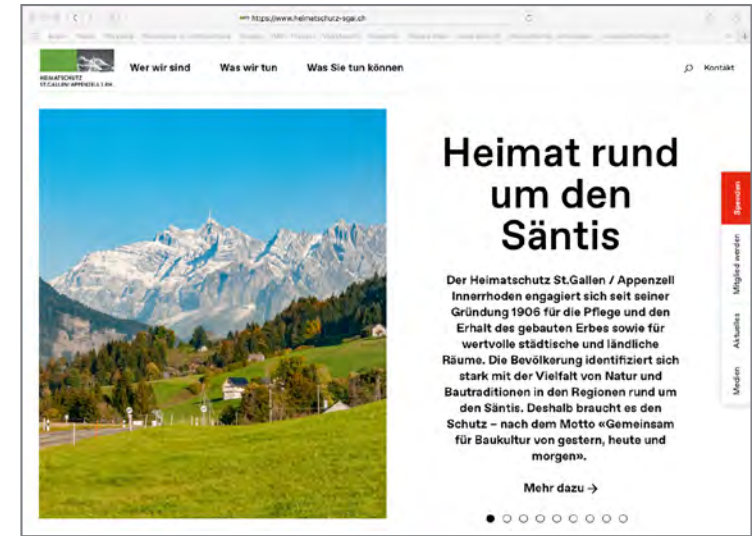 https://www.heimatschutz-sgai.ch
HEIMATSCHUTZ
ST.GALLEN/APPENZELL I.RH.
Wer wir sind
Was wir tun
Was Sie tun können
Kontakt
Heimat rund
um den
Säntis
Der Heimatschutz St.Gallen / Appenzell
Innerrhoden engagiert sich seit seiner
Gründung 1906 für die Pflege und den
Erhalt des gebauten Erbes sowie für
wertvolle städtische und ländliche
Räume. Die Bevölkerung identifiziert sich
stark mit der Vielfalt von Natur und
Bautraditionen in den Regionen rund um
den Säntis. Deshalb braucht es den
Schutz – nach dem Motto «Gemeinsam
für Baukultur von gestern, heute und
morgen».
Mehr dazu →
Spenden
Mitglied werden
Aktuelles
Medien